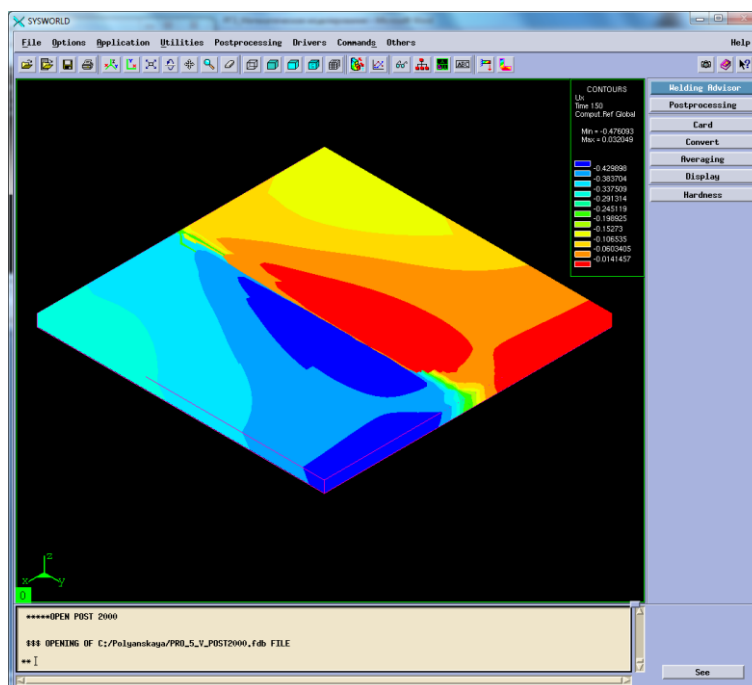 SYSWORLD
File Options Application Utilities Postprocessing Drivers Commands Others Help
CONTOURS
Ux
Time 150
Comput.Ref Global
Min = -0.476093
Max = 0.032049
-0.429898
-0.383704
-0.337509
-0.291314
-0.245119
-0.198925
-0.15273
-0.106535
-0.0603405
-0.0141457
Welding Advisor
Postprocessing
Card
Convert
Averaging
Display
Hardness
z
x y
0
*****OPEN POST 2000
$$$ OPENING OF C:/Polyanskaya/PRO_5_V_POST2000.fdb FILE
**
See